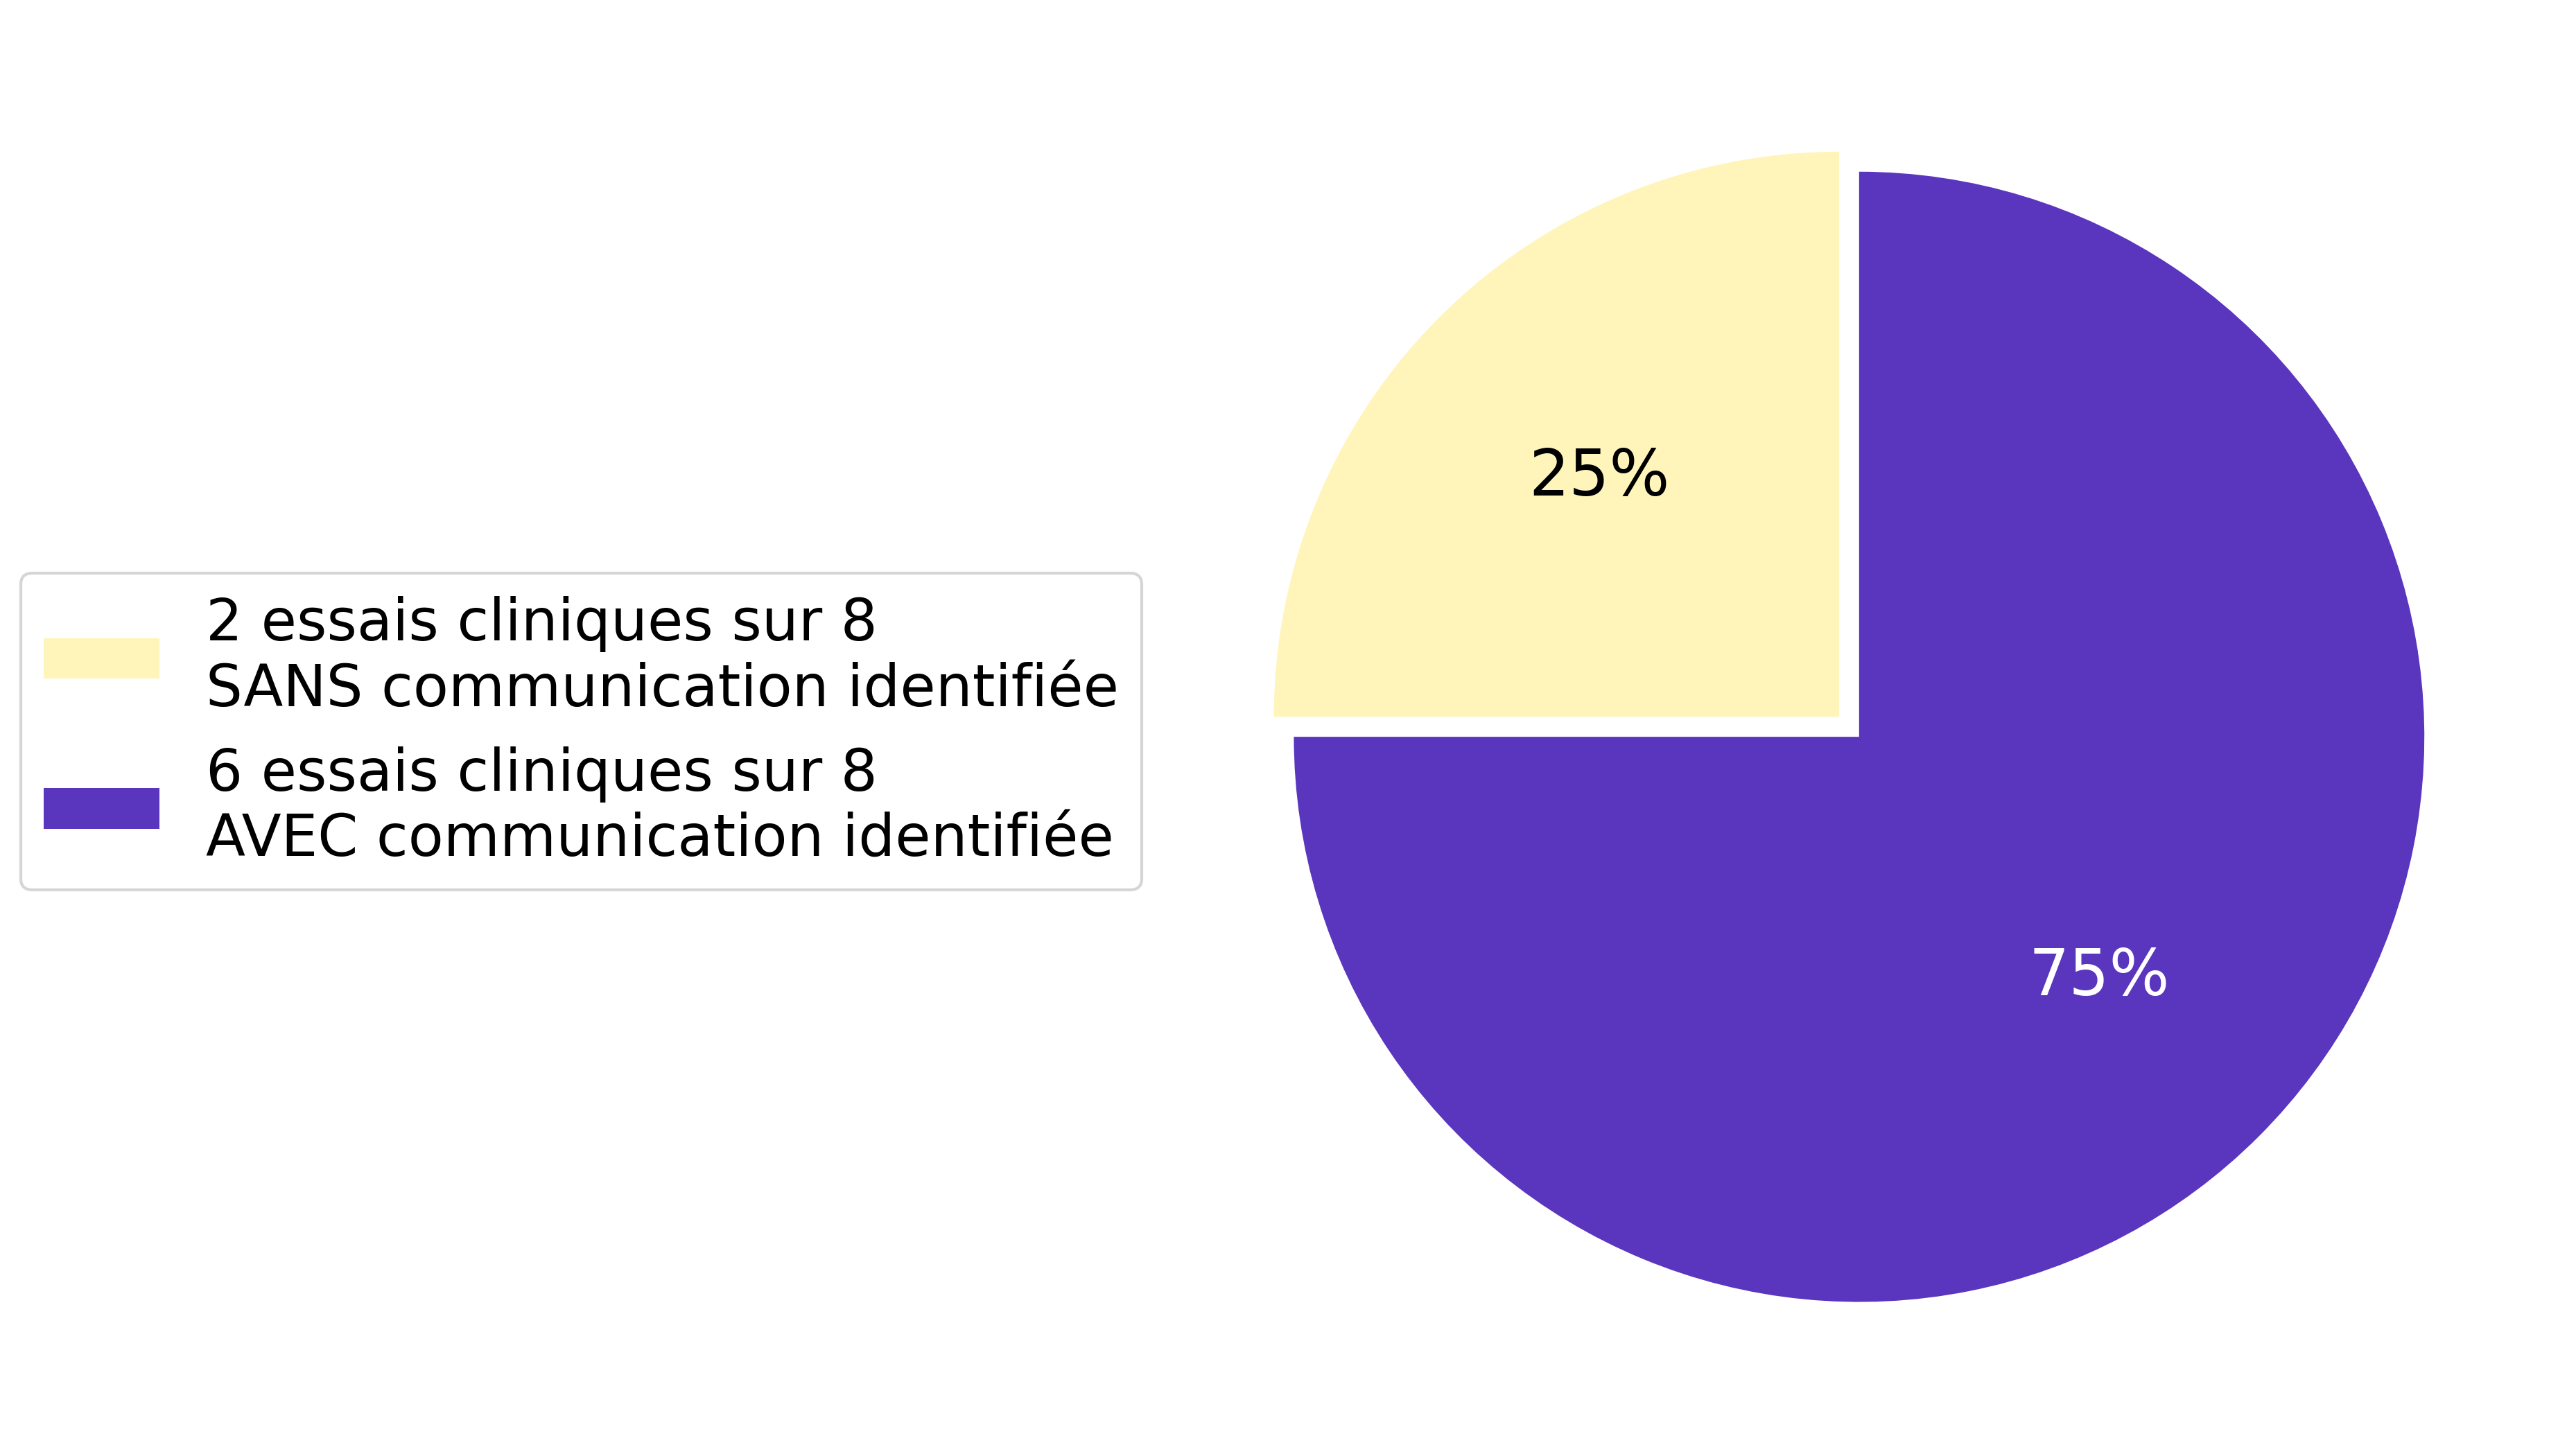 2 essais cliniques sur 8
SANS communication identifiée
6 essais cliniques sur 8
AVEC communication identifiée
25%
75%